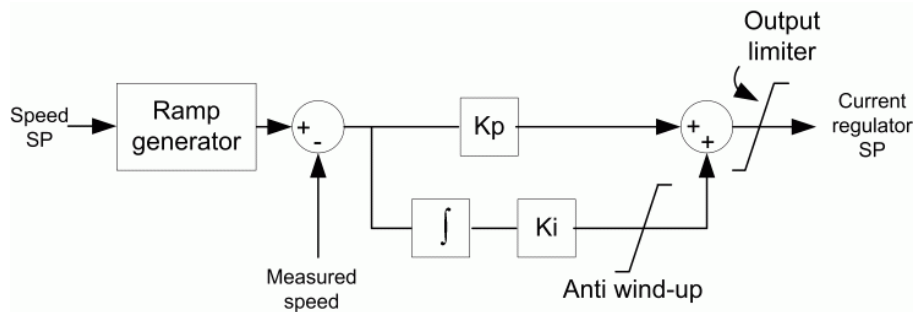 Output
limiter
Speed
SP
Ramp
generator
+
-
Kp
+
+
Current
regulator
SP
∫
Ki
Measured
speed
Anti wind-up